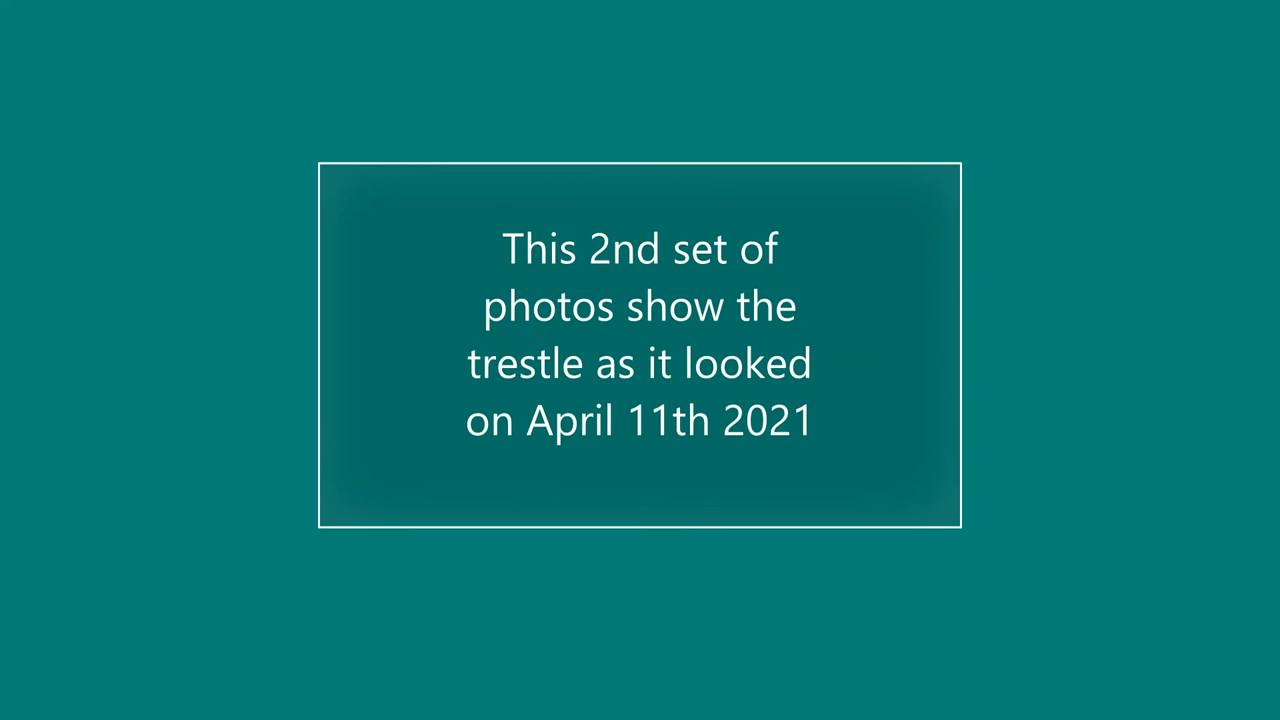 This 2nd set of
photos show the
trestle as it looked
on April 11th 2021